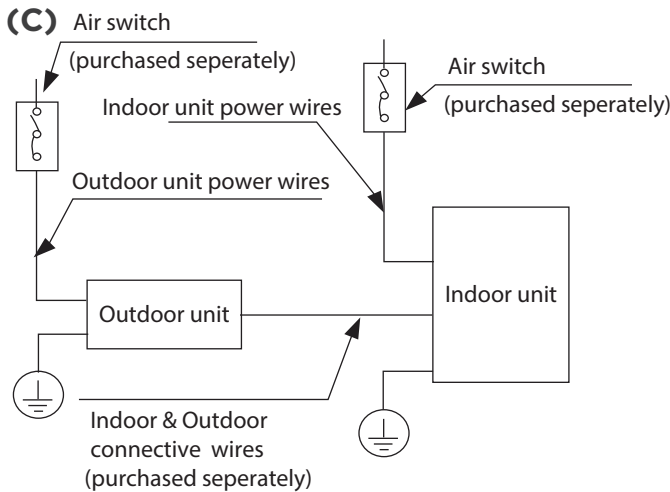 (C) Air switch
(purchased seperately)
Air switch
(purchased seperately)
Indoor unit power wires
Outdoor unit power wires
Outdoor unit
Indoor unit
Indoor & Outdoor
connective wires
(purchased seperately)